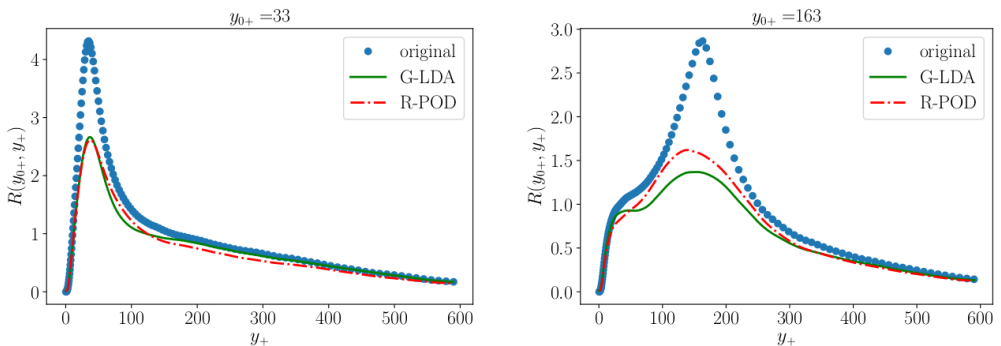 y₀₊ =33
R(y₀₊, y₊)
4
3
2
1
0
original
G-LDA
R-POD
0 100 200 300 400 500 600
y₊
y₀₊ =163
R(y₀₊, y₊)
3.0
2.5
2.0
1.5
1.0
0.5
0.0
original
G-LDA
R-POD
0 100 200 300 400 500 600
y₊